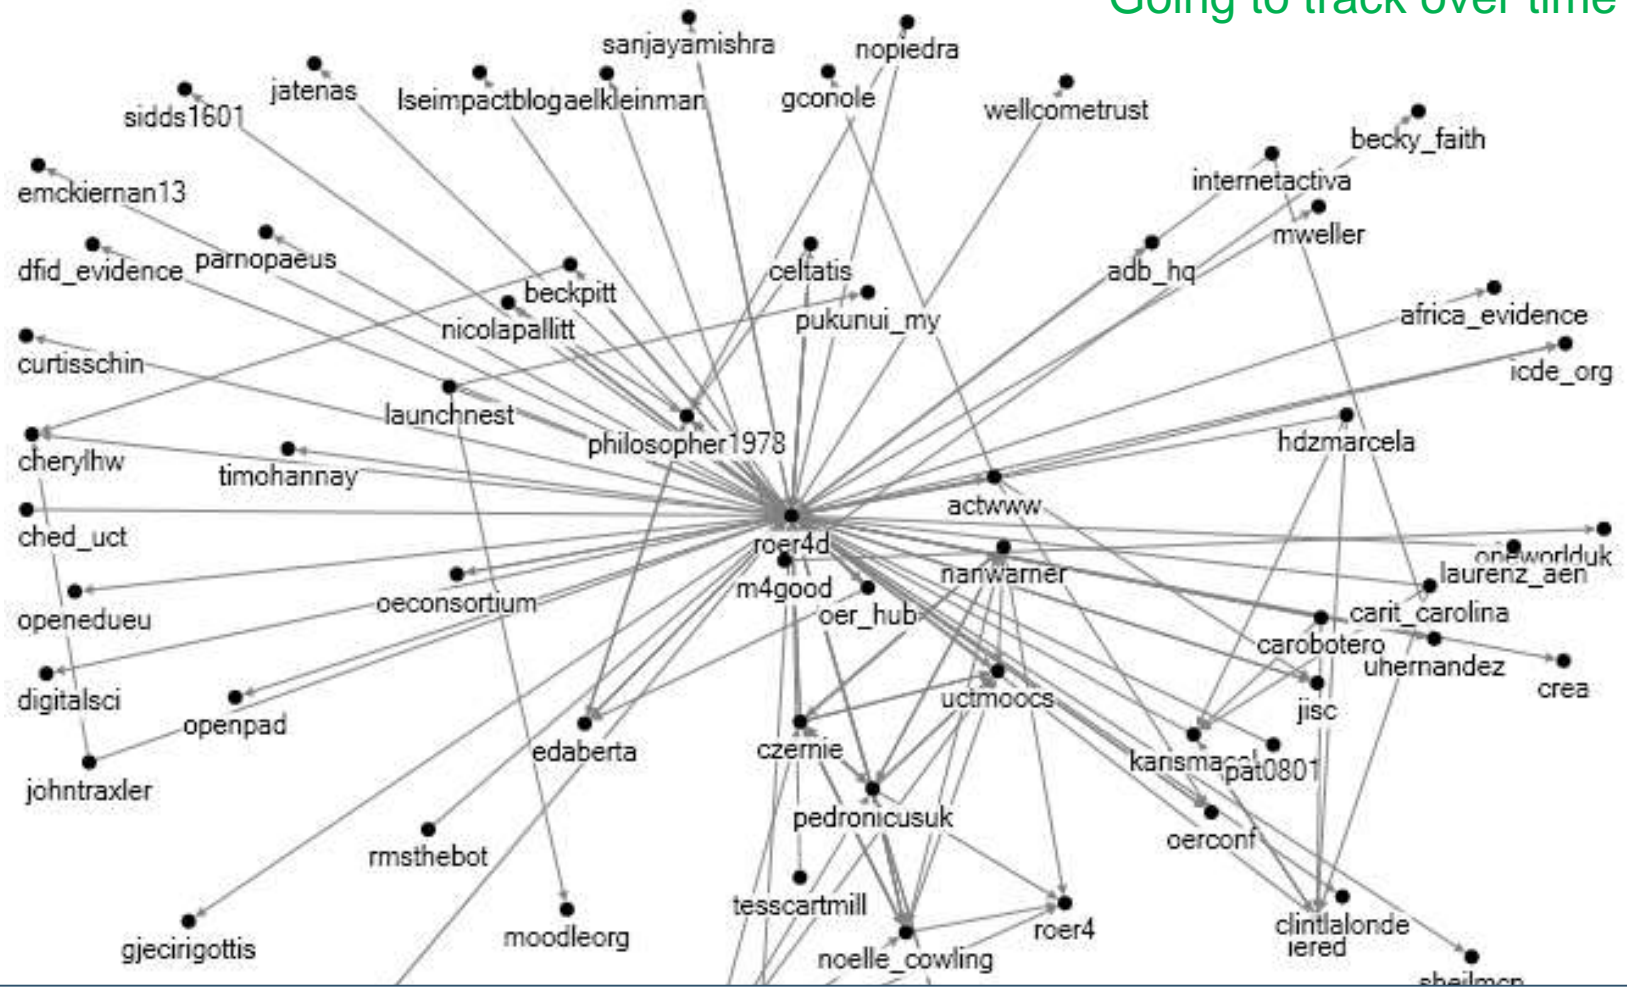 Going to track over time
sanjayamishra
nopiedra
jatenas
lseimpactblog
aelkleinman
gconole
wellcometrust
sidds1601
becky_faith
internetactiva
emckiernan13
mweller
dfid_evidence
parnopaeus
beckpitt
celtatis
adb_hq
nicolapallitt
pukunui_my
africa_evidence
curtisschin
icde_org
launchnest
philosopher1978
hdzmarcela
cherylhw
timohannay
actwww
ched_uct
roer4d
oneworlduk
nanwarner
laurenz_aen
m4good
oeconsortium
oer_hub
carit_carolina
openedueu
carobotero
uhernandez
digitalsci
uctmoocs
crea
openpad
jisc
edaberta
czernie
pat0801
johntraxler
pedronicusuk
oerconf
rmsthebot
tesscartmill
clintlalonde
moodleorg
roer4
gjecirigottis
iered
noelle_cowling